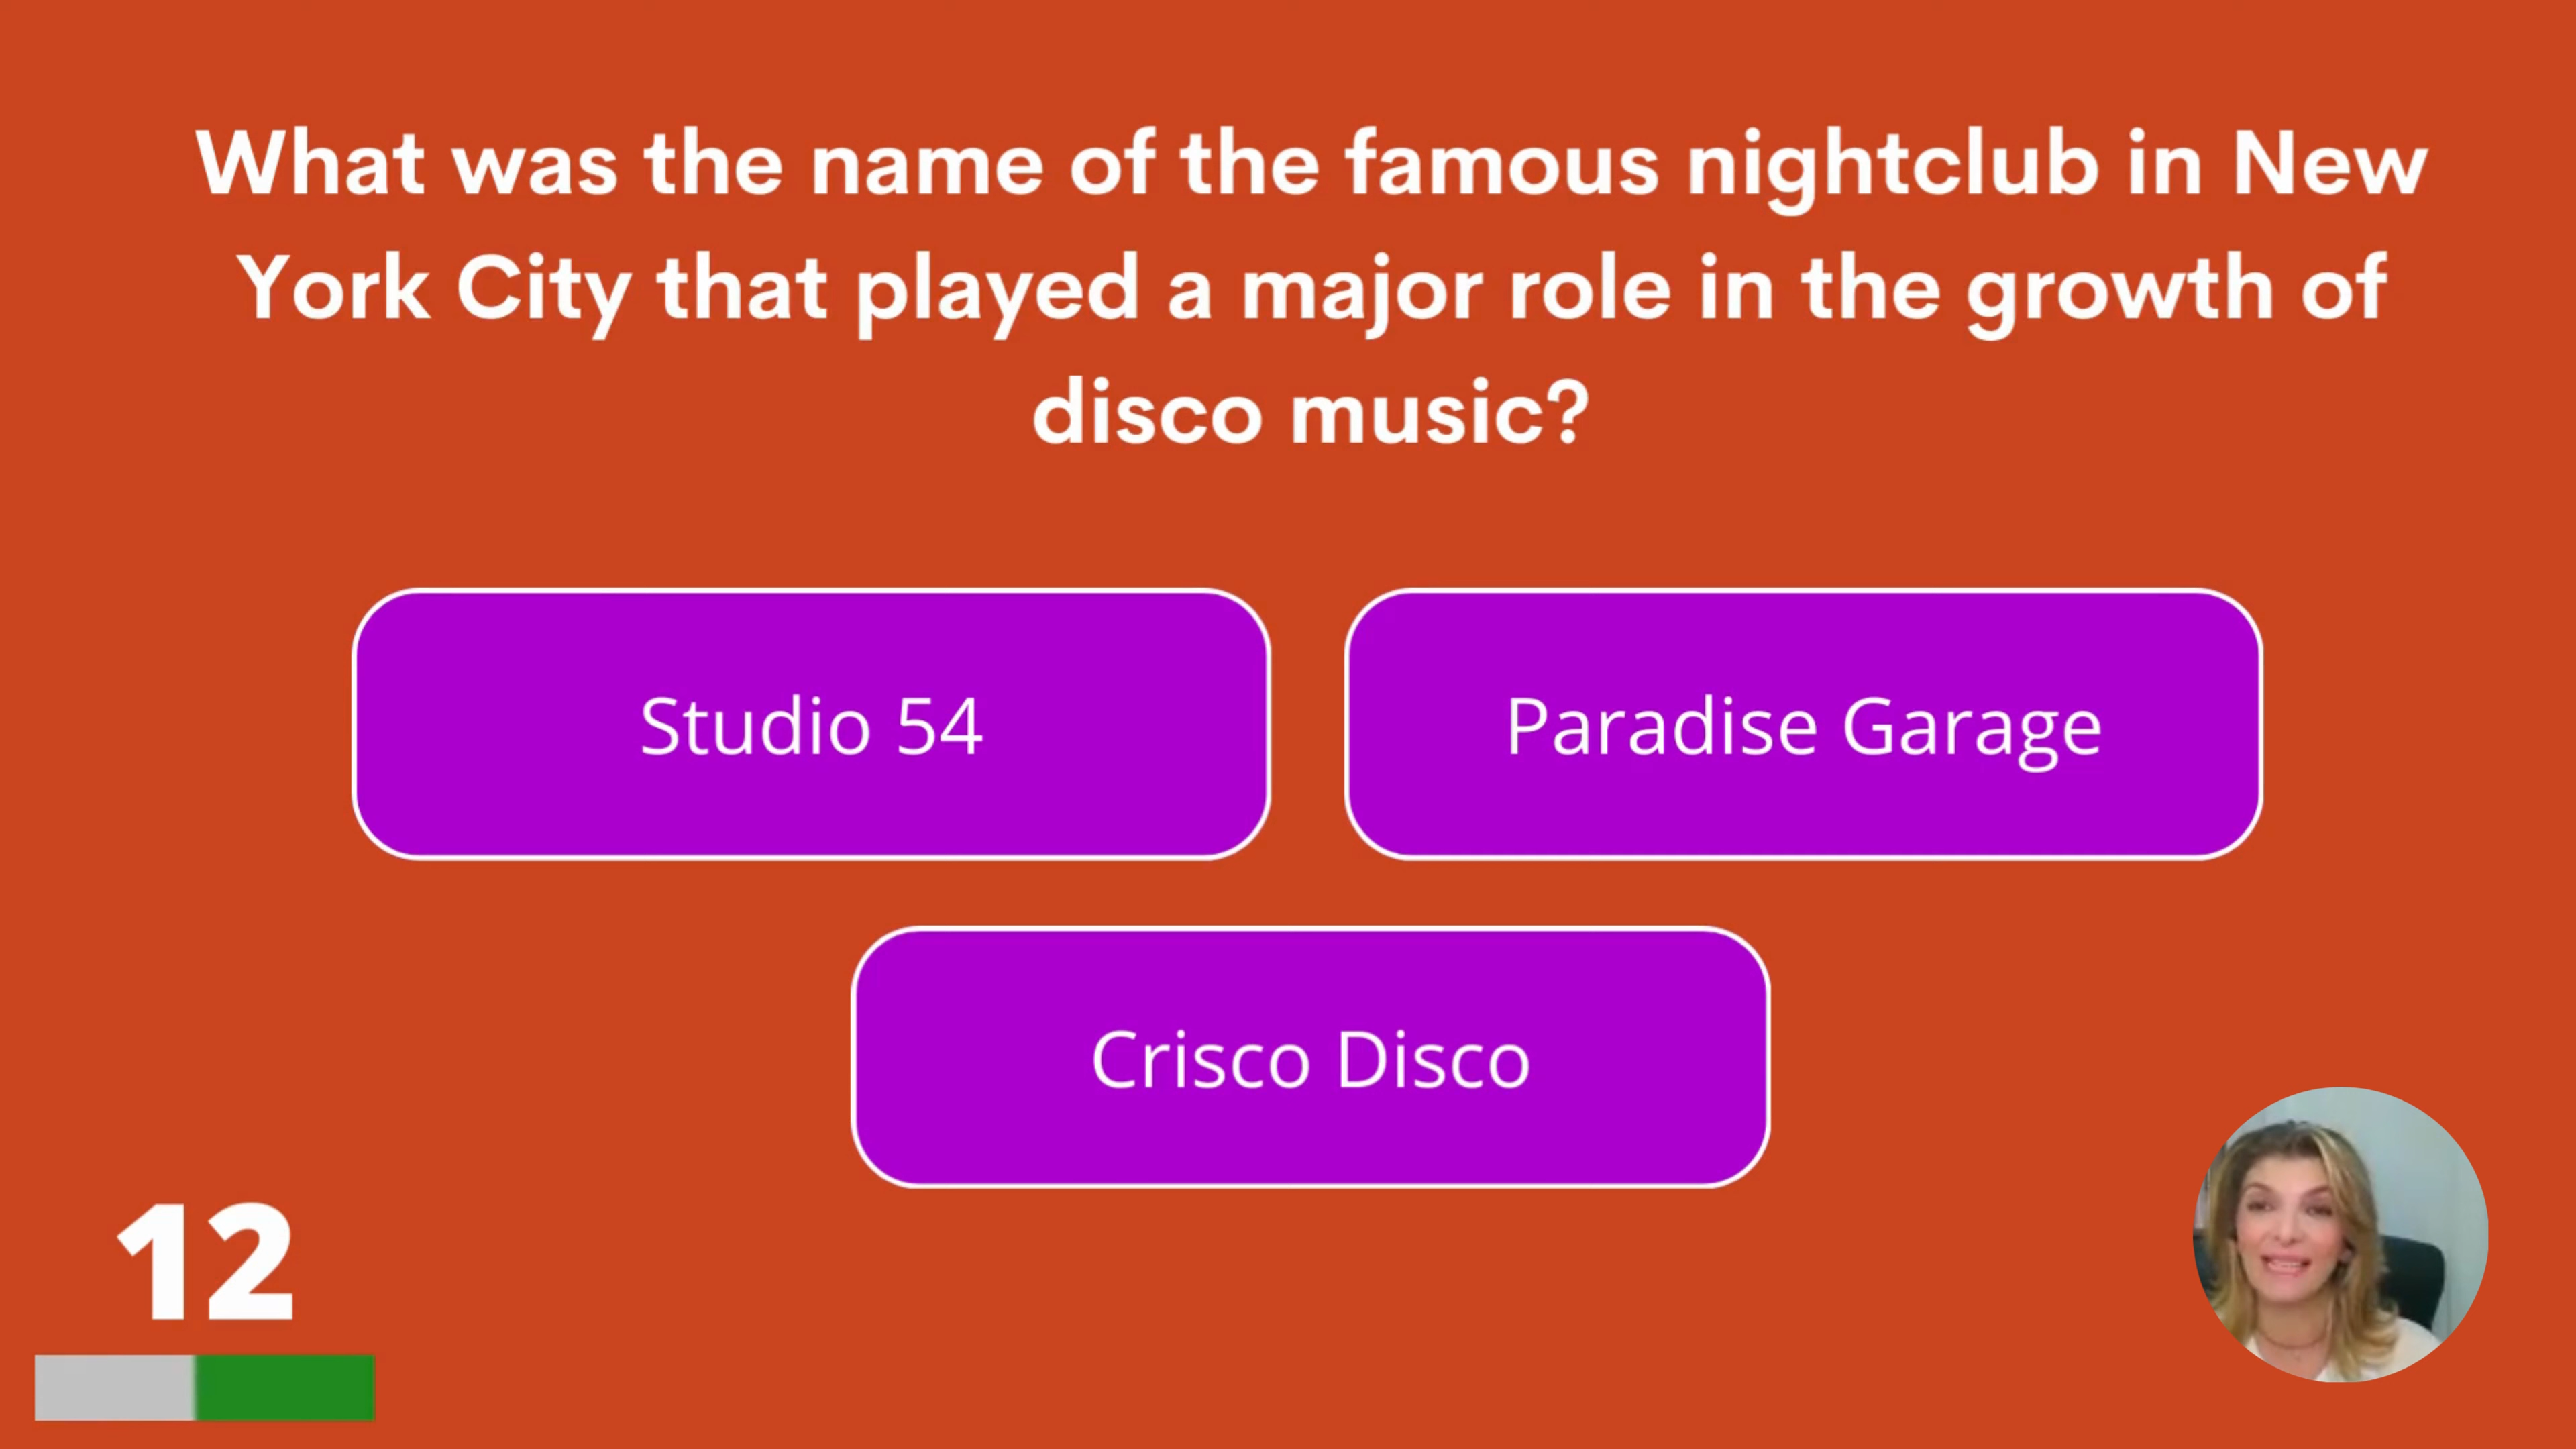 What was the name of the famous nightclub in New
York City that played a major role in the growth of
disco music?
Studio 54
Paradise Garage
Crisco Disco
12